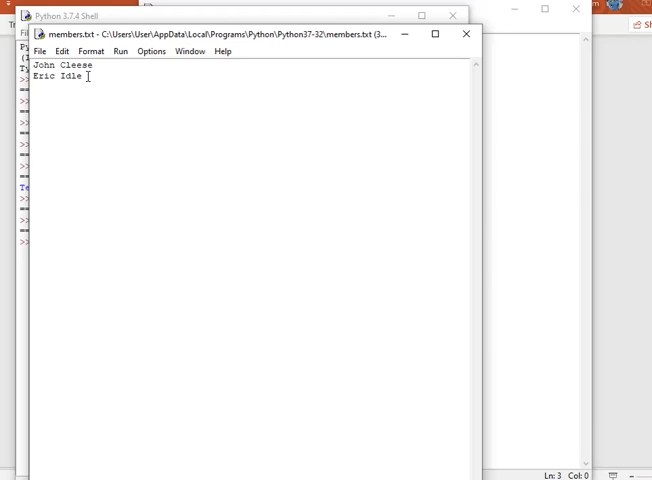 Python 3.7.4 Shell
members.txt - C:\Users\User\AppData\Local\Programs\Python\Python37-32\members.txt (3...
File Edit Format Run Options Window Help
John Cleese
Eric Idle
>>
==
>>
==
>>
==
>>
==
>>
==
Te
>>
==
>>
==
>>
Ln: 3 Col: 0